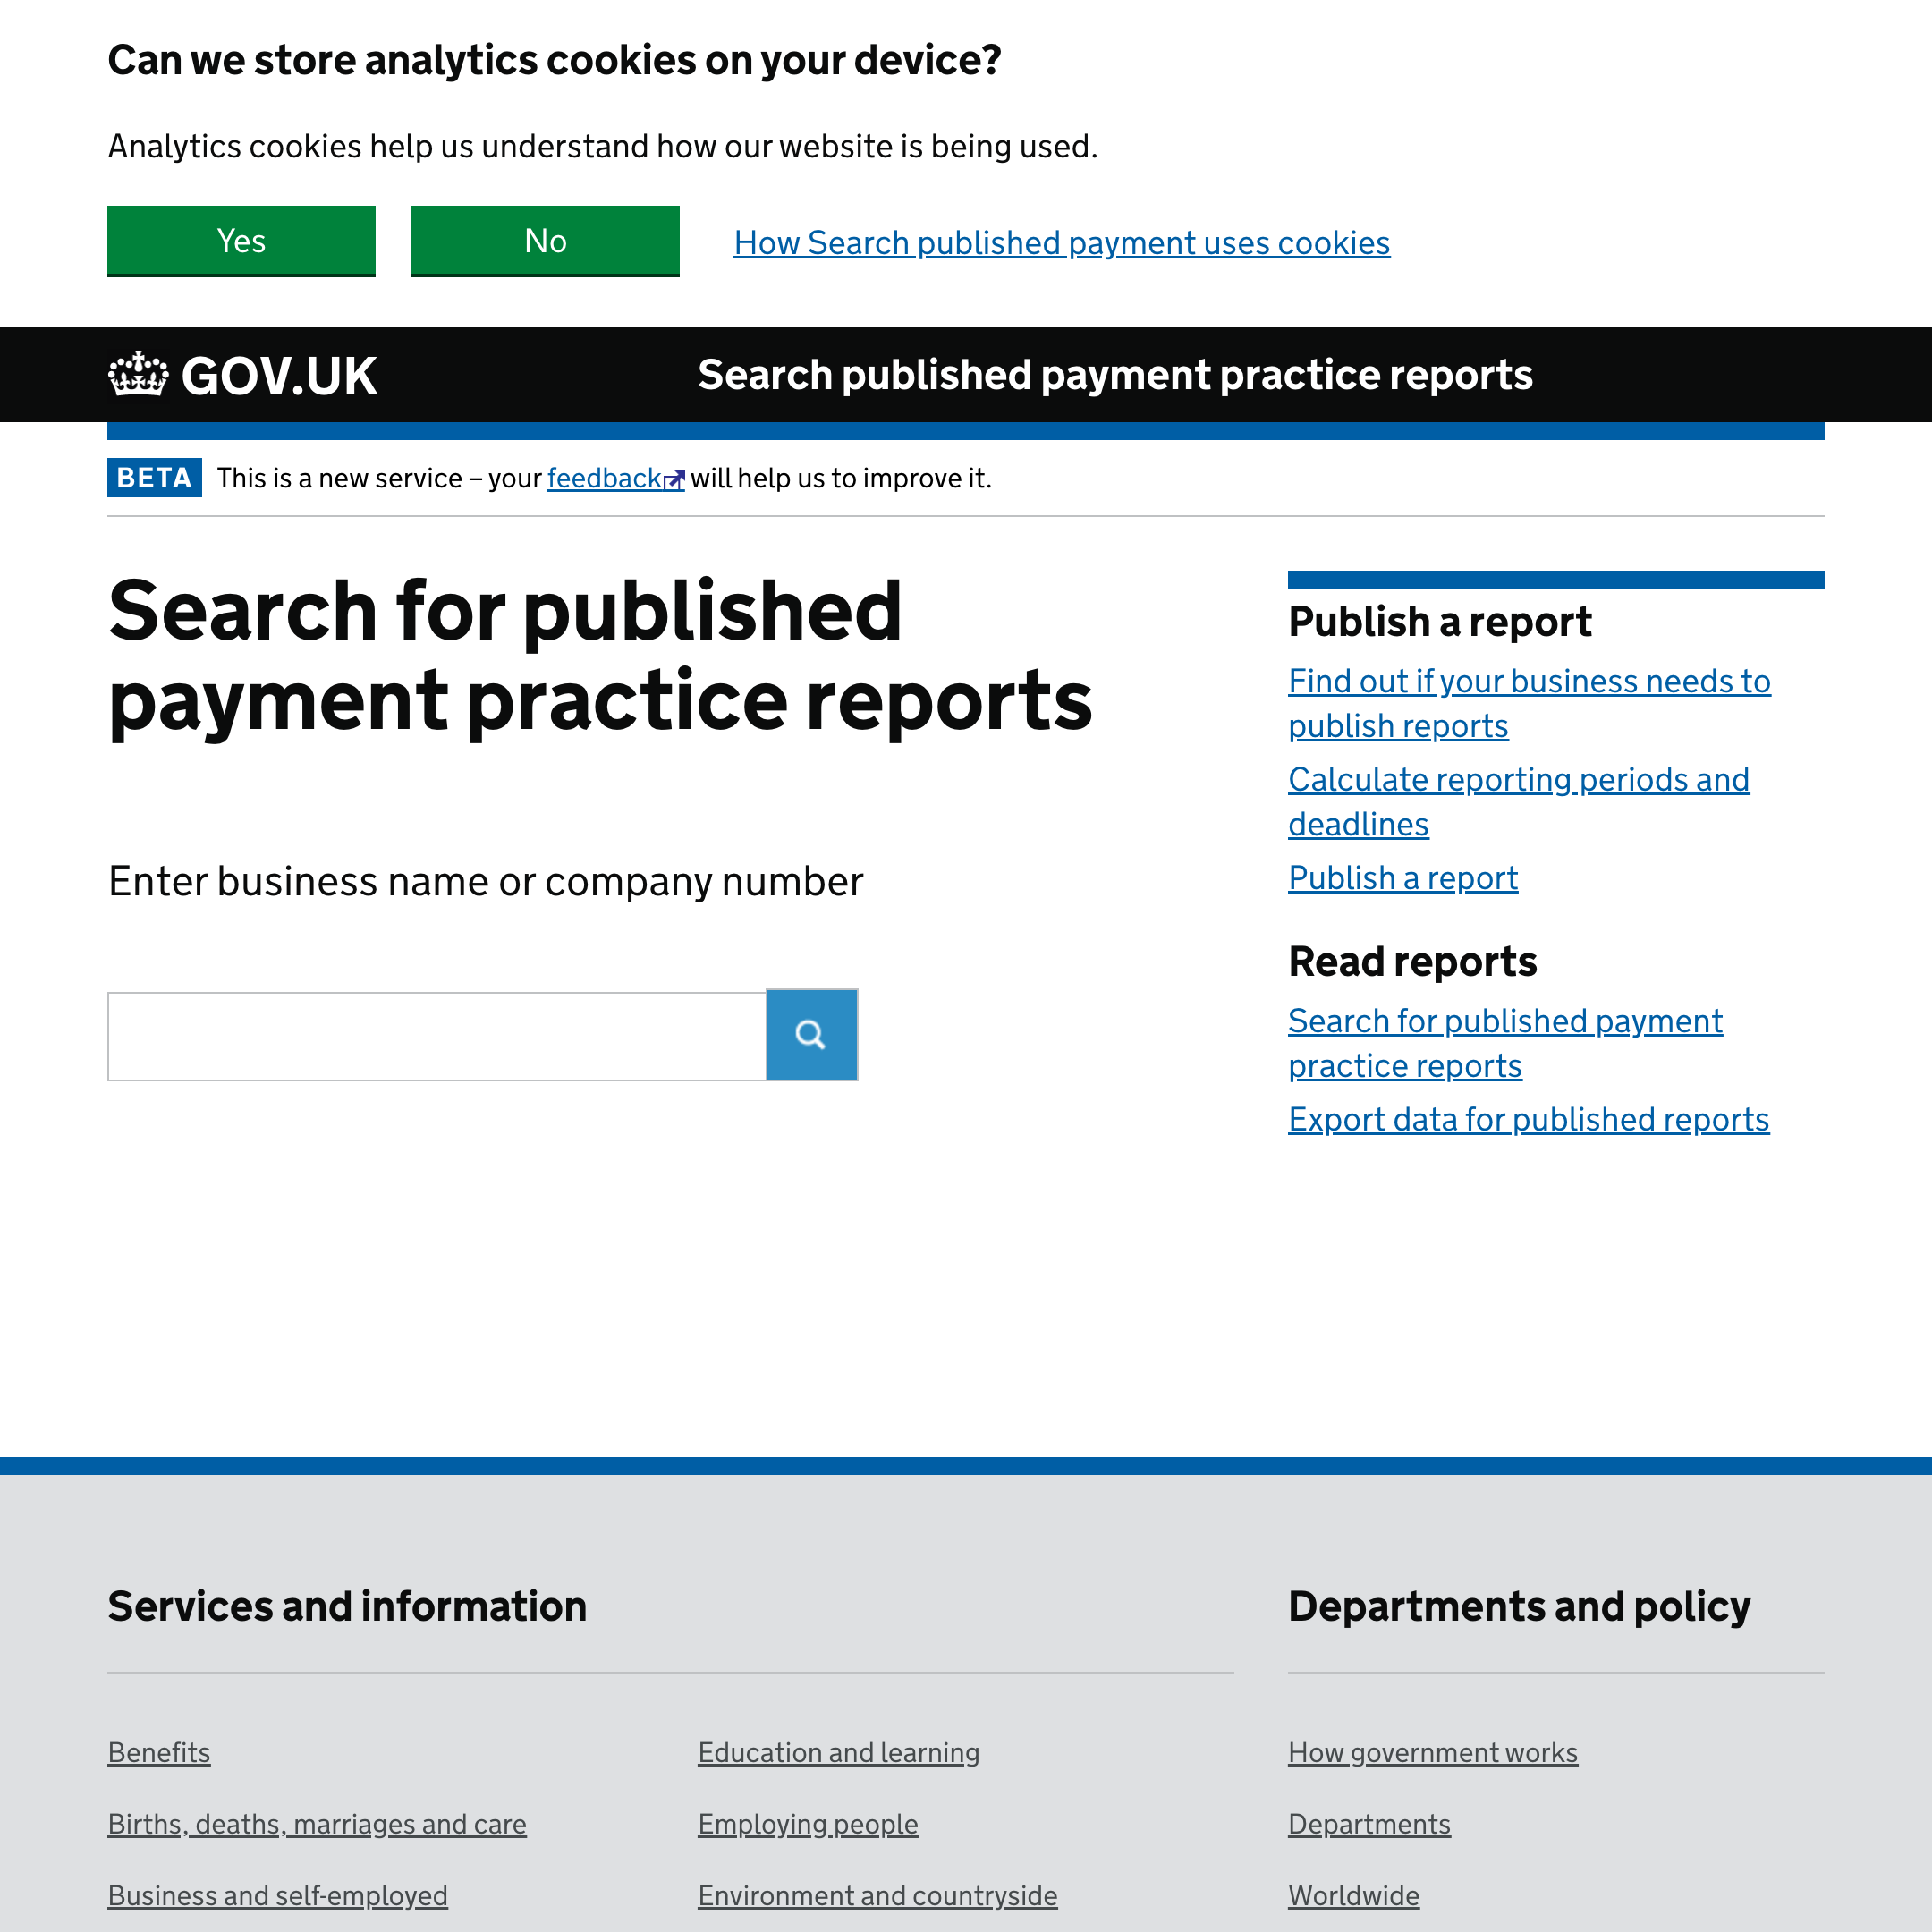 Can we store analytics cookies on your device?
Analytics cookies help us understand how our website is being used.
Yes
No
How Search published payment uses cookies
GOV.UK
Search published payment practice reports
BETA
This is a new service – your feedback will help us to improve it.
Search for published
payment practice reports
Enter business name or company number
Publish a report
Find out if your business needs to
publish reports
Calculate reporting periods and
deadlines
Publish a report
Read reports
Search for published payment
practice reports
Export data for published reports
Services and information
Benefits
Births, deaths, marriages and care
Business and self-employed
Education and learning
Employing people
Environment and countryside
Departments and policy
How government works
Departments
Worldwide